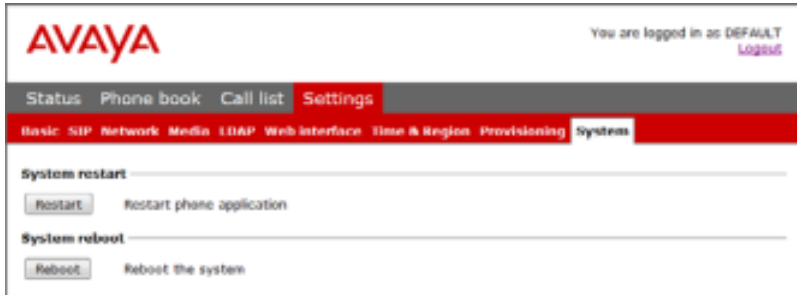 AVAYA
You are logged in as DEFAULT
Logout
Status Phone book Call list Settings
Basic SIP Network Media LDAP Web interface Time & Region Provisioning System
System restart
Restart Restart phone application
System reboot
Reboot Reboot the system